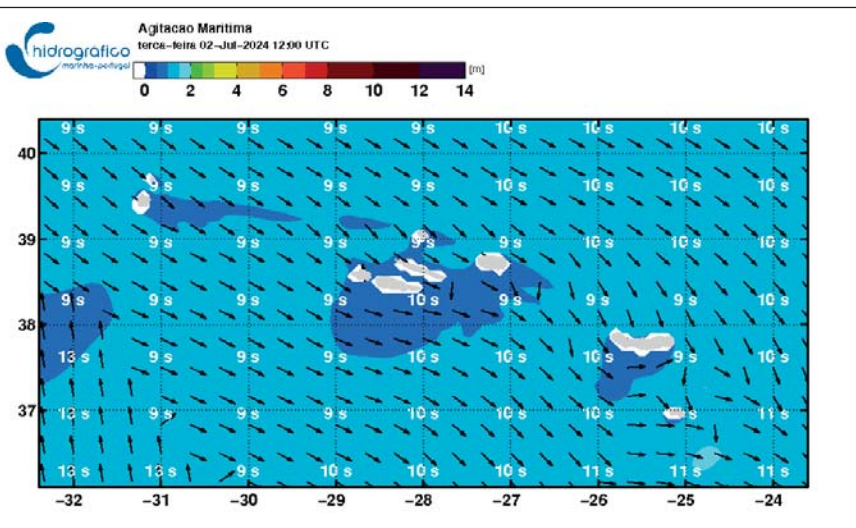 Agitacao Maritima
hidrográfico
marinha-portugal
terca-feira 02-Jul-2024 12:00 UTC
[m]
0 2 4 6 8 10 12 14
9 s 9 s 9 s 9 s 9 s 10 s 10 s 10 s 10 s
40
9 s 9 s 9 s 9 s 10 s 10 s 10 s 10 s
39
9 s 9 s 9 s 9 s 9 s 10 s 10 s 10 s 10 s
9 s 9 s 9 s 9 s 10 s 9 s 9 s 10 s 10 s
38
13 s 9 s 9 s 9 s 10 s 10 s 10 s 9 s 10 s
37
13 s 9 s 9 s 9 s 10 s 10 s 10 s 11 s
13 s 13 s 9 s 10 s 10 s 10 s 11 s 11 s 11 s
-32 -31 -30 -29 -28 -27 -26 -25 -24